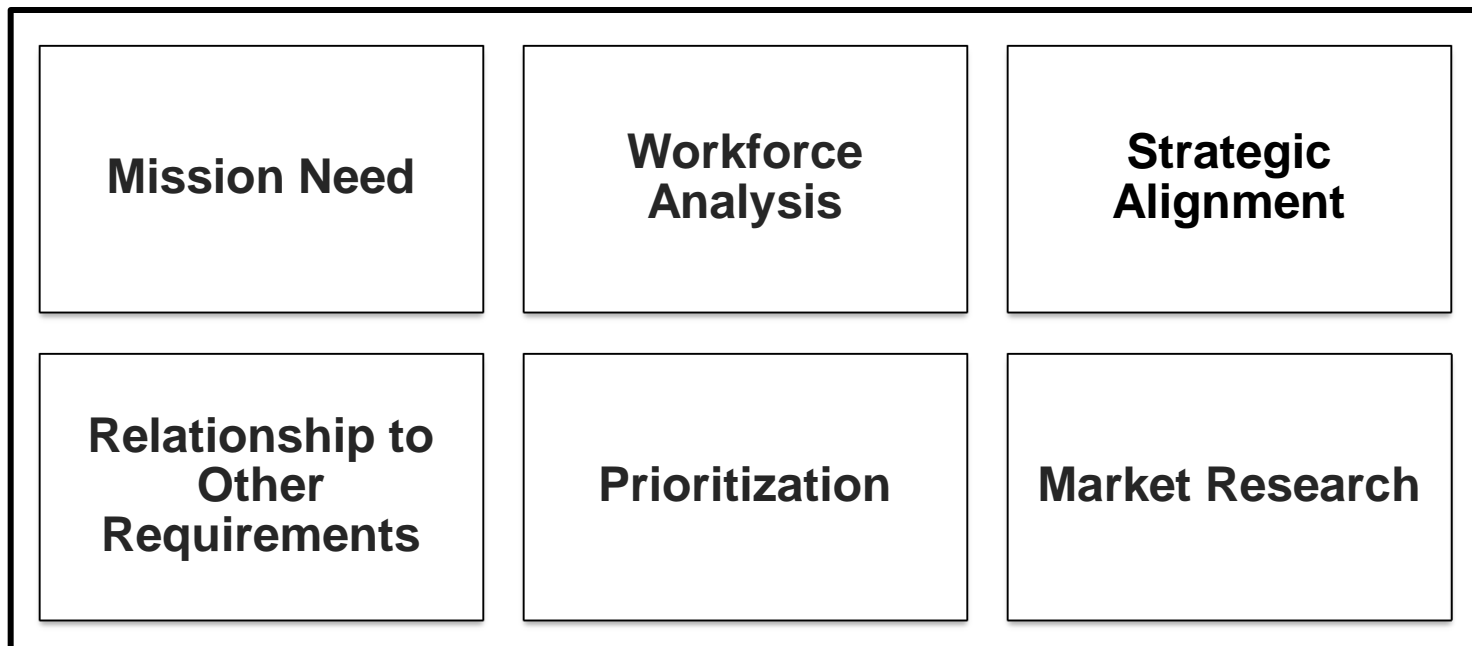 Mission Need
Workforce
Analysis
Strategic
Alignment
Relationship to
Other
Requirements
Prioritization
Market Research